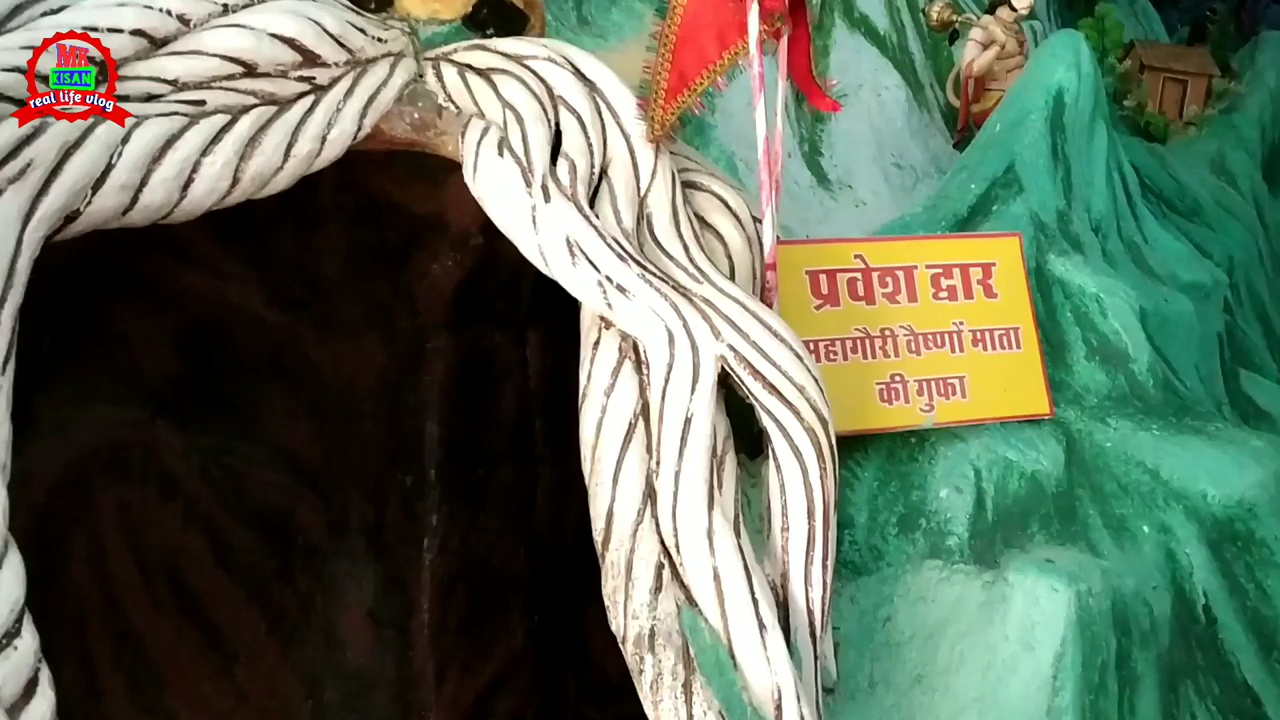 MK
KISAN
real life vlog
प्रवेश द्वार
महागौरी वैष्णों माता
की गुफा